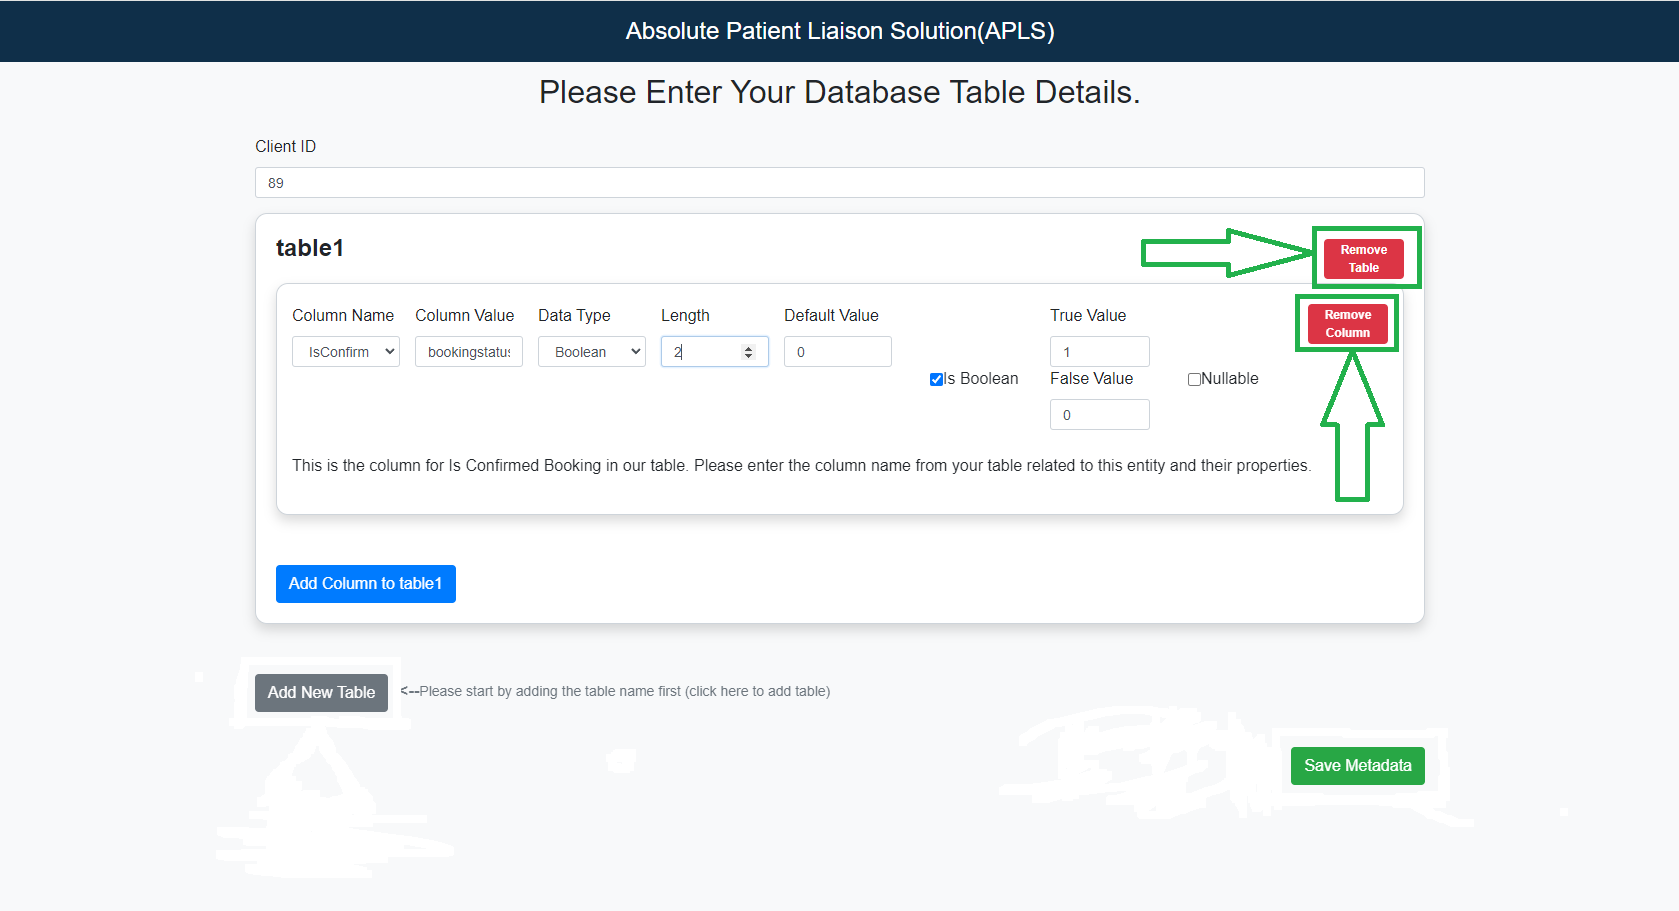 Absolute Patient Liaison Solution(APLS)
Please Enter Your Database Table Details.
Client ID
89
table1
Remove
Table
Column Name Column Value Data Type Length Default Value True Value
Remove
Column
IsConfirm bookingstatus Boolean 2 0 1
Is Boolean False Value Nullable
0
This is the column for Is Confirmed Booking in our table. Please enter the column name from your table related to this entity and their properties.
Add Column to table1
Add New Table <--Please start by adding the table name first (click here to add table)
Save Metadata